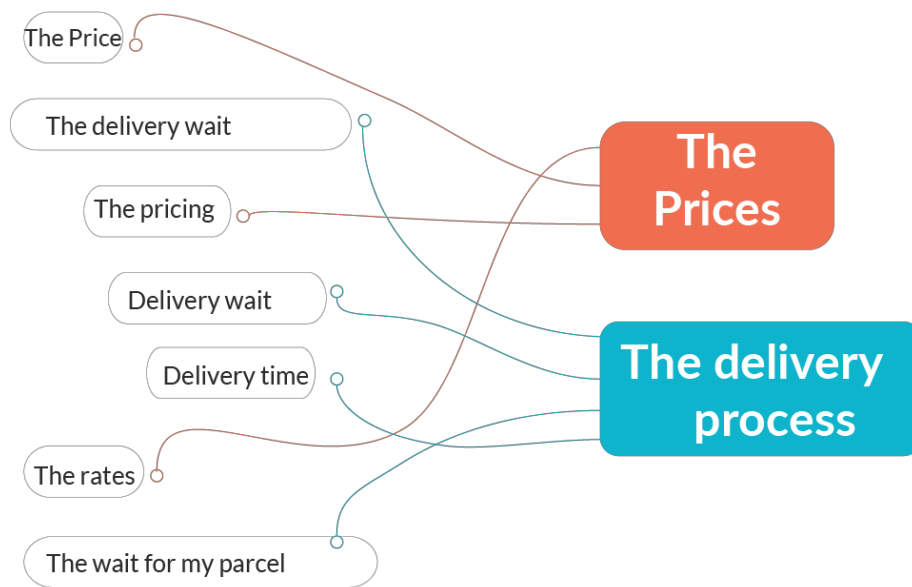 The Price
The delivery wait
The pricing
Delivery wait
Delivery time
The rates
The wait for my parcel
The
Prices
The delivery
process